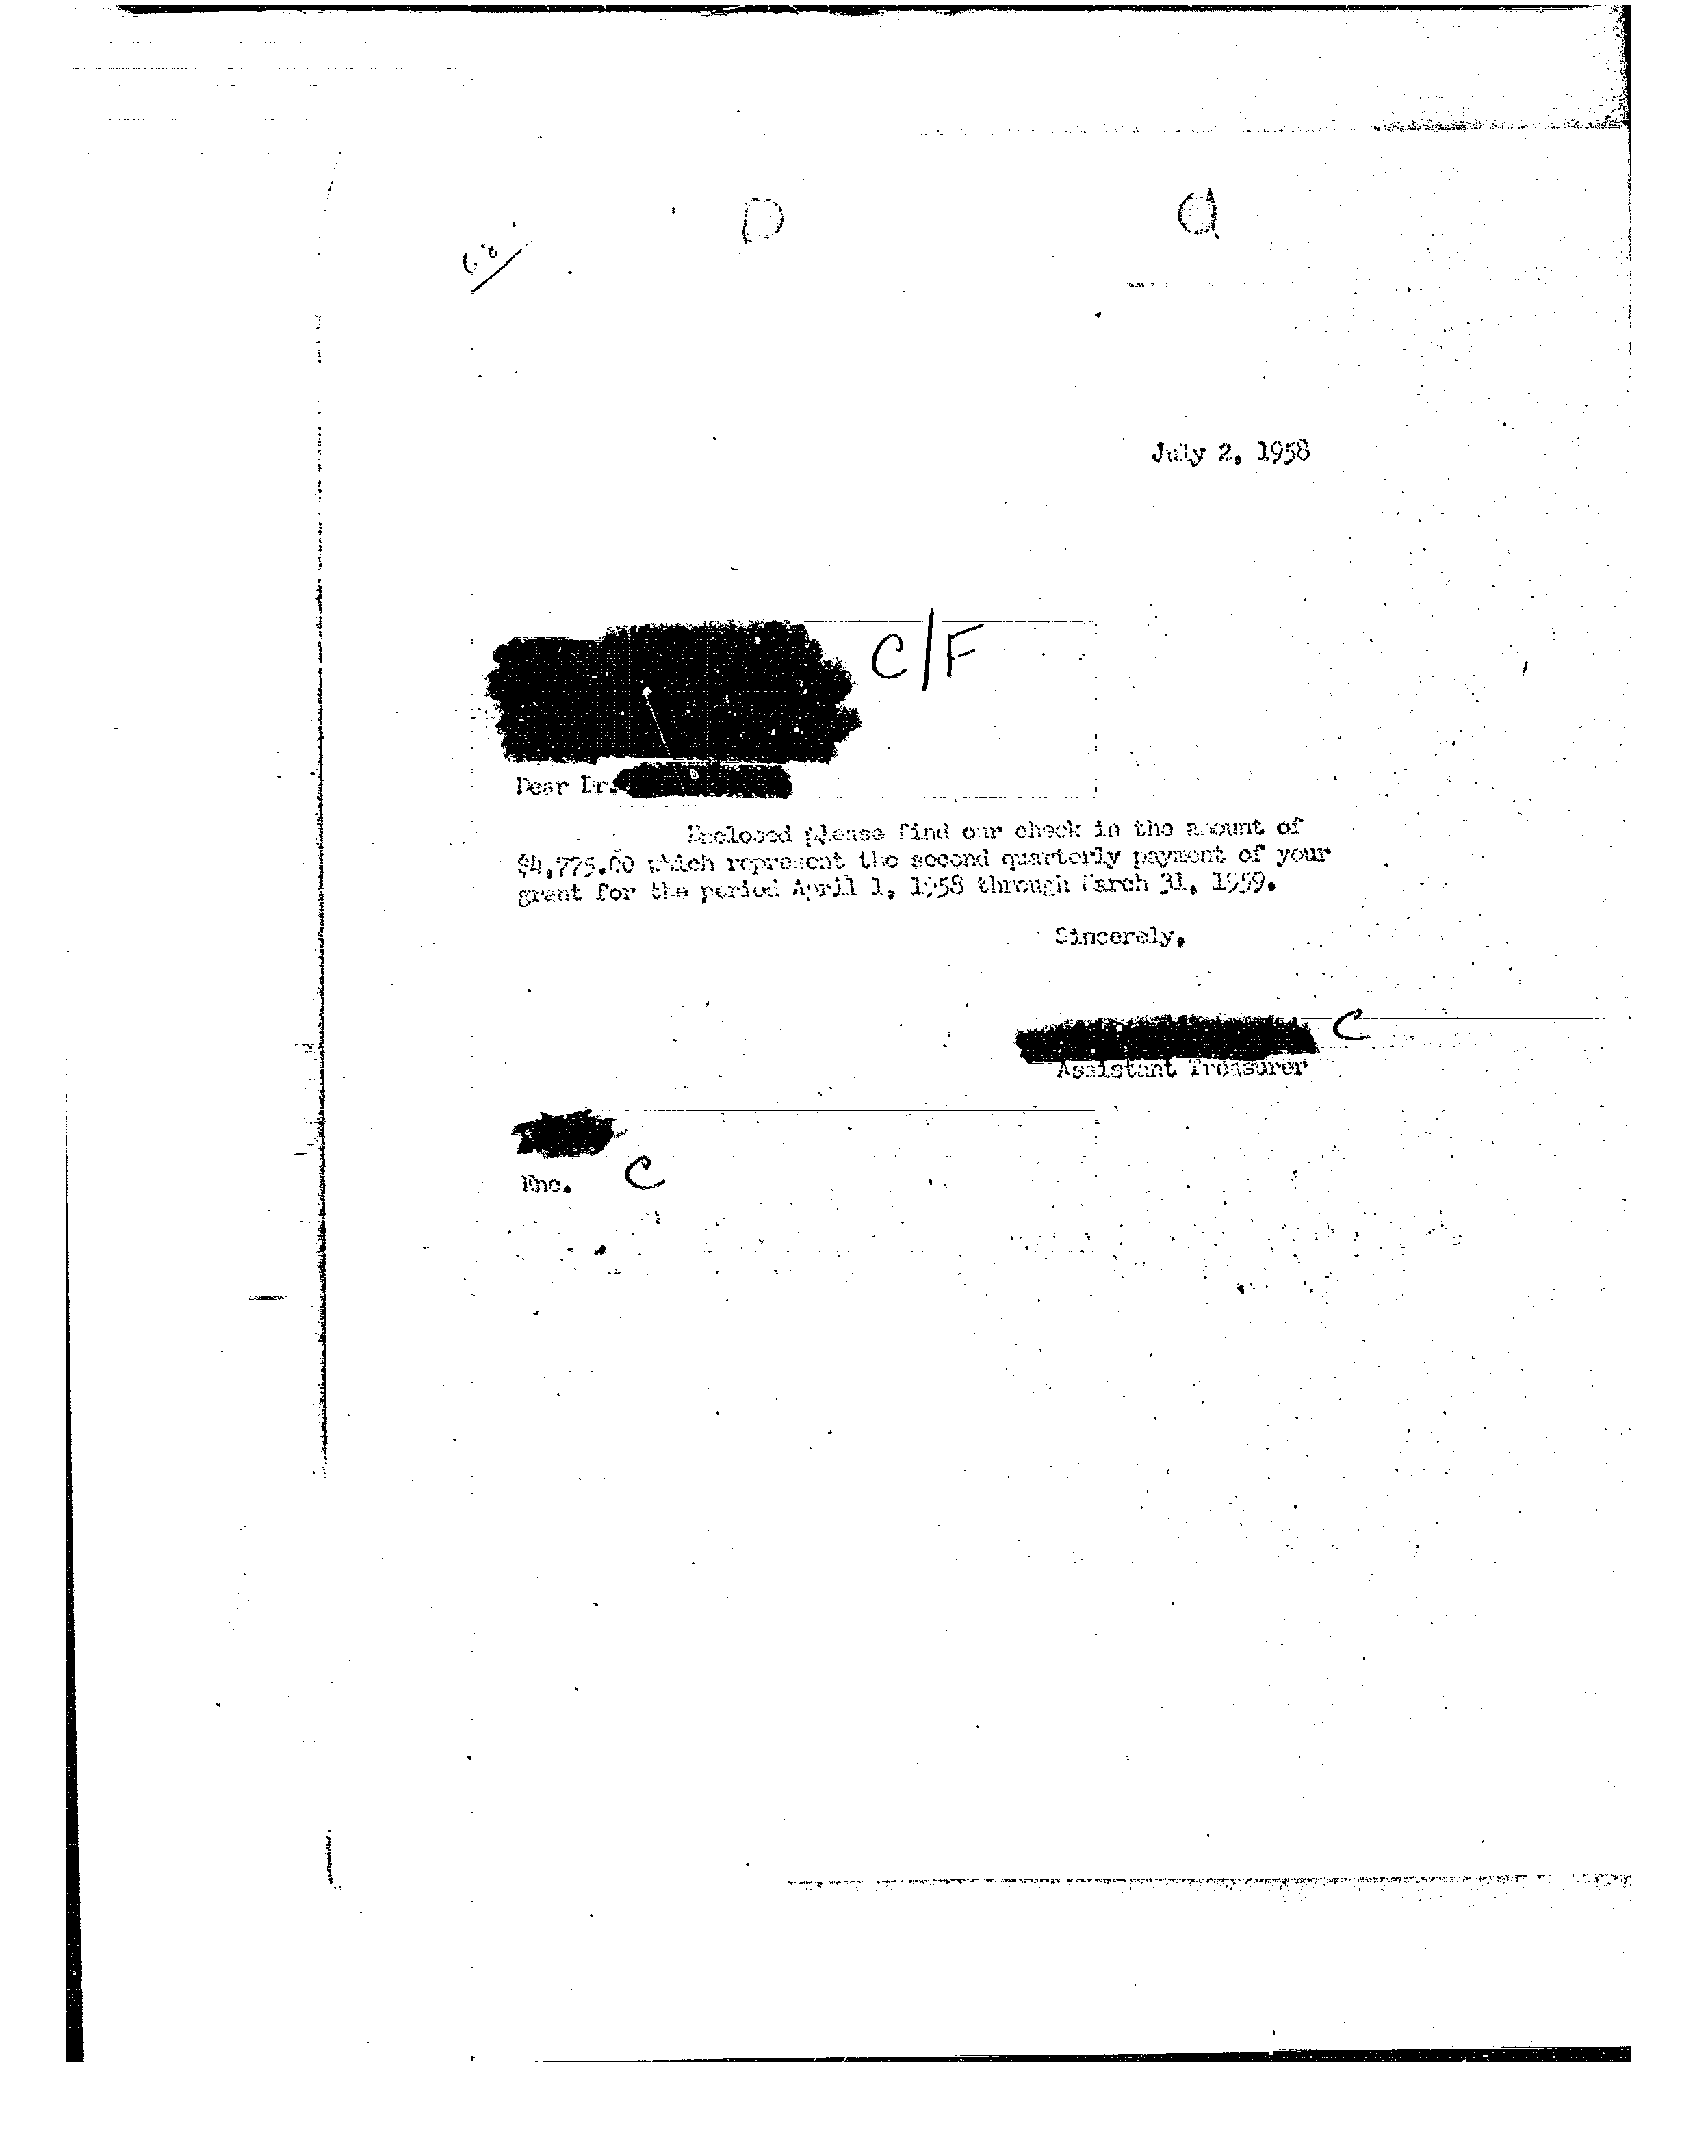 68
July 2, 1958
C/F
Dear Dr.
Enclosed please find our check in the amount of
$4,775.00 which represent the second quarterly payment of your
grant for the period April 1, 1958 through March 31, 1959.
Sincerely,
C
Assistant Treasurer
C
Enc.